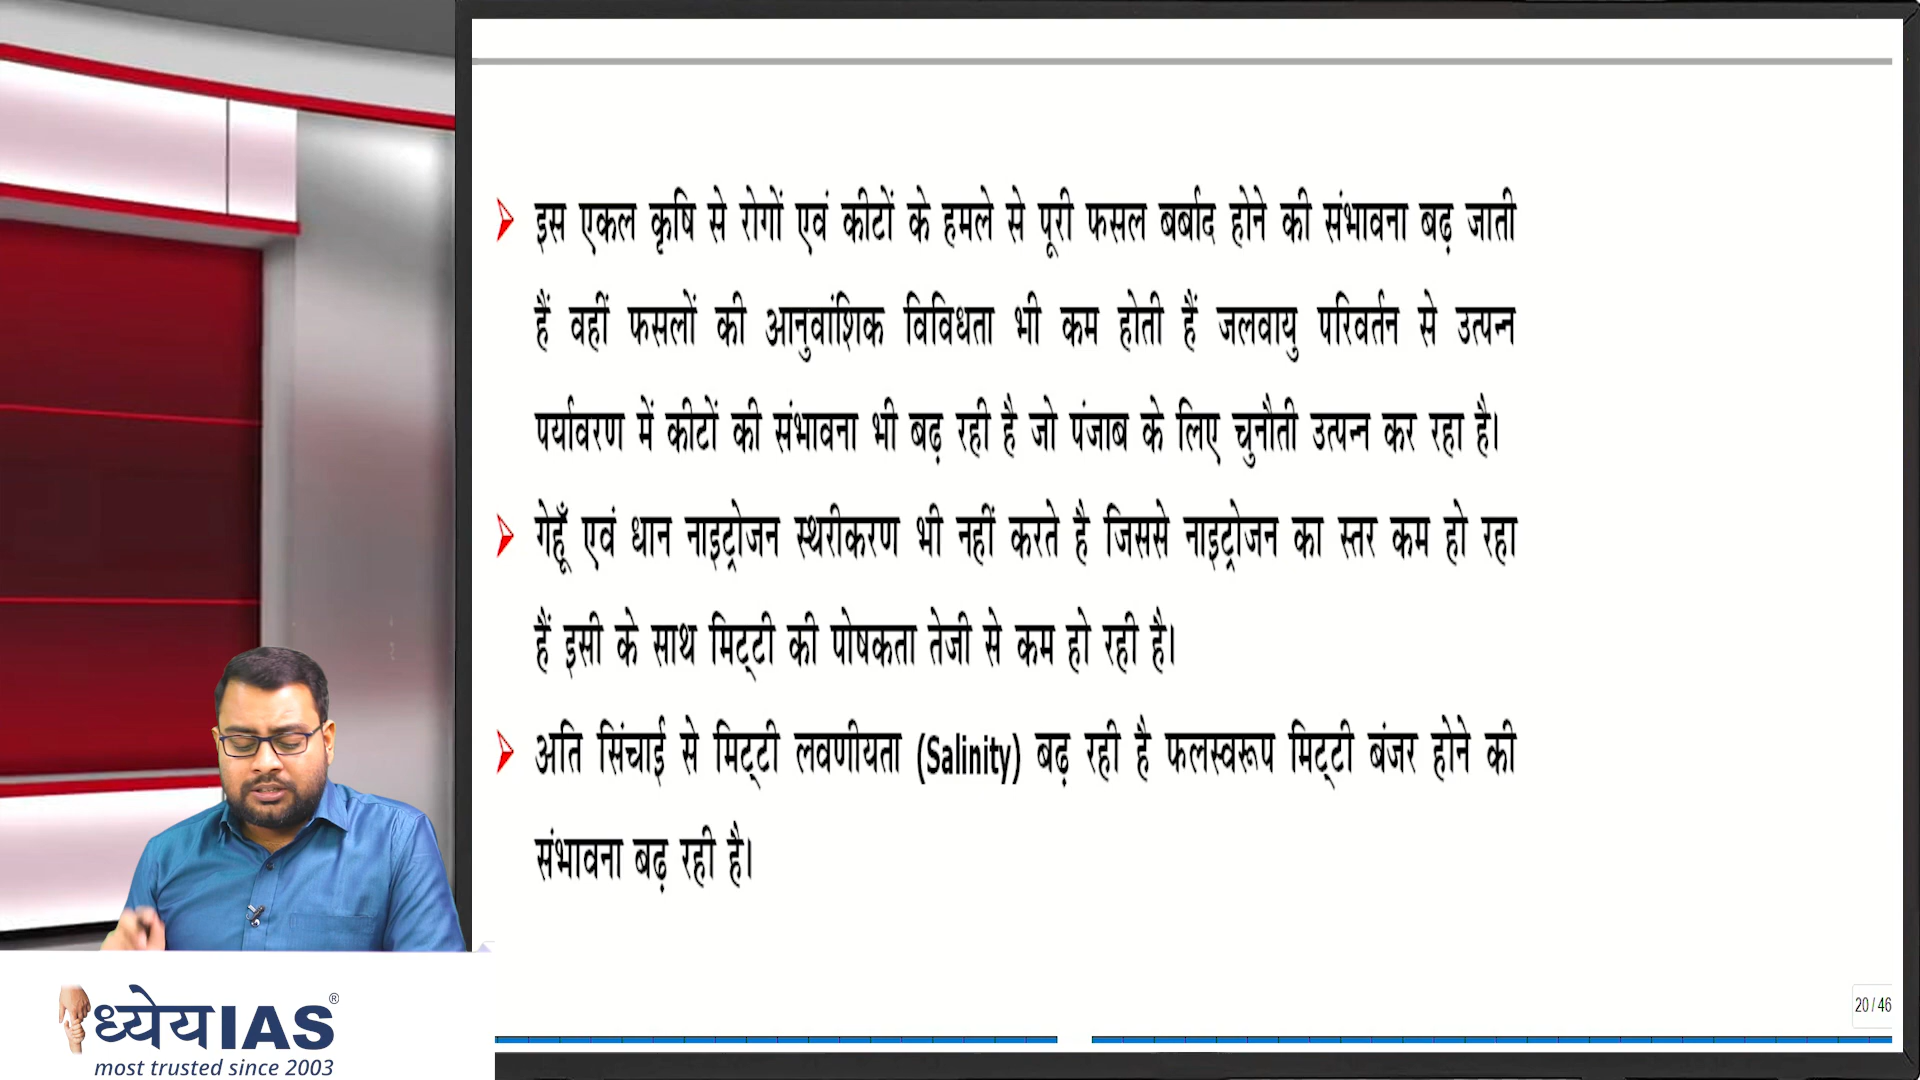 इस एकल कृषि से रोगों एवं कीटों के हमले से पूरी फसल बर्बाद होने की संभावना बढ़ जाती
हैं वहीं फसलों की आनुवांशिक विविधता भी कम होती हैं जलवायु परिवर्तन से उत्पन्न
पर्यावरण में कीटों की संभावना भी बढ़ रही है जो पंजाब के लिए चुनौती उत्पन्न कर रहा है।
गेहूँ एवं धान नाइट्रोजन स्थरीकरण भी नहीं करते है जिससे नाइट्रोजन का स्तर कम हो रहा
हैं इसी के साथ मिट्टी की पोषकता तेजी से कम हो रही है।
अति सिंचाई से मिट्टी लवणीयता (Salinity) बढ़ रही है फलस्वरूप मिट्टी बंजर होने की
संभावना बढ़ रही है।
20 / 46
ध्येय IAS ®
most trusted since 2003